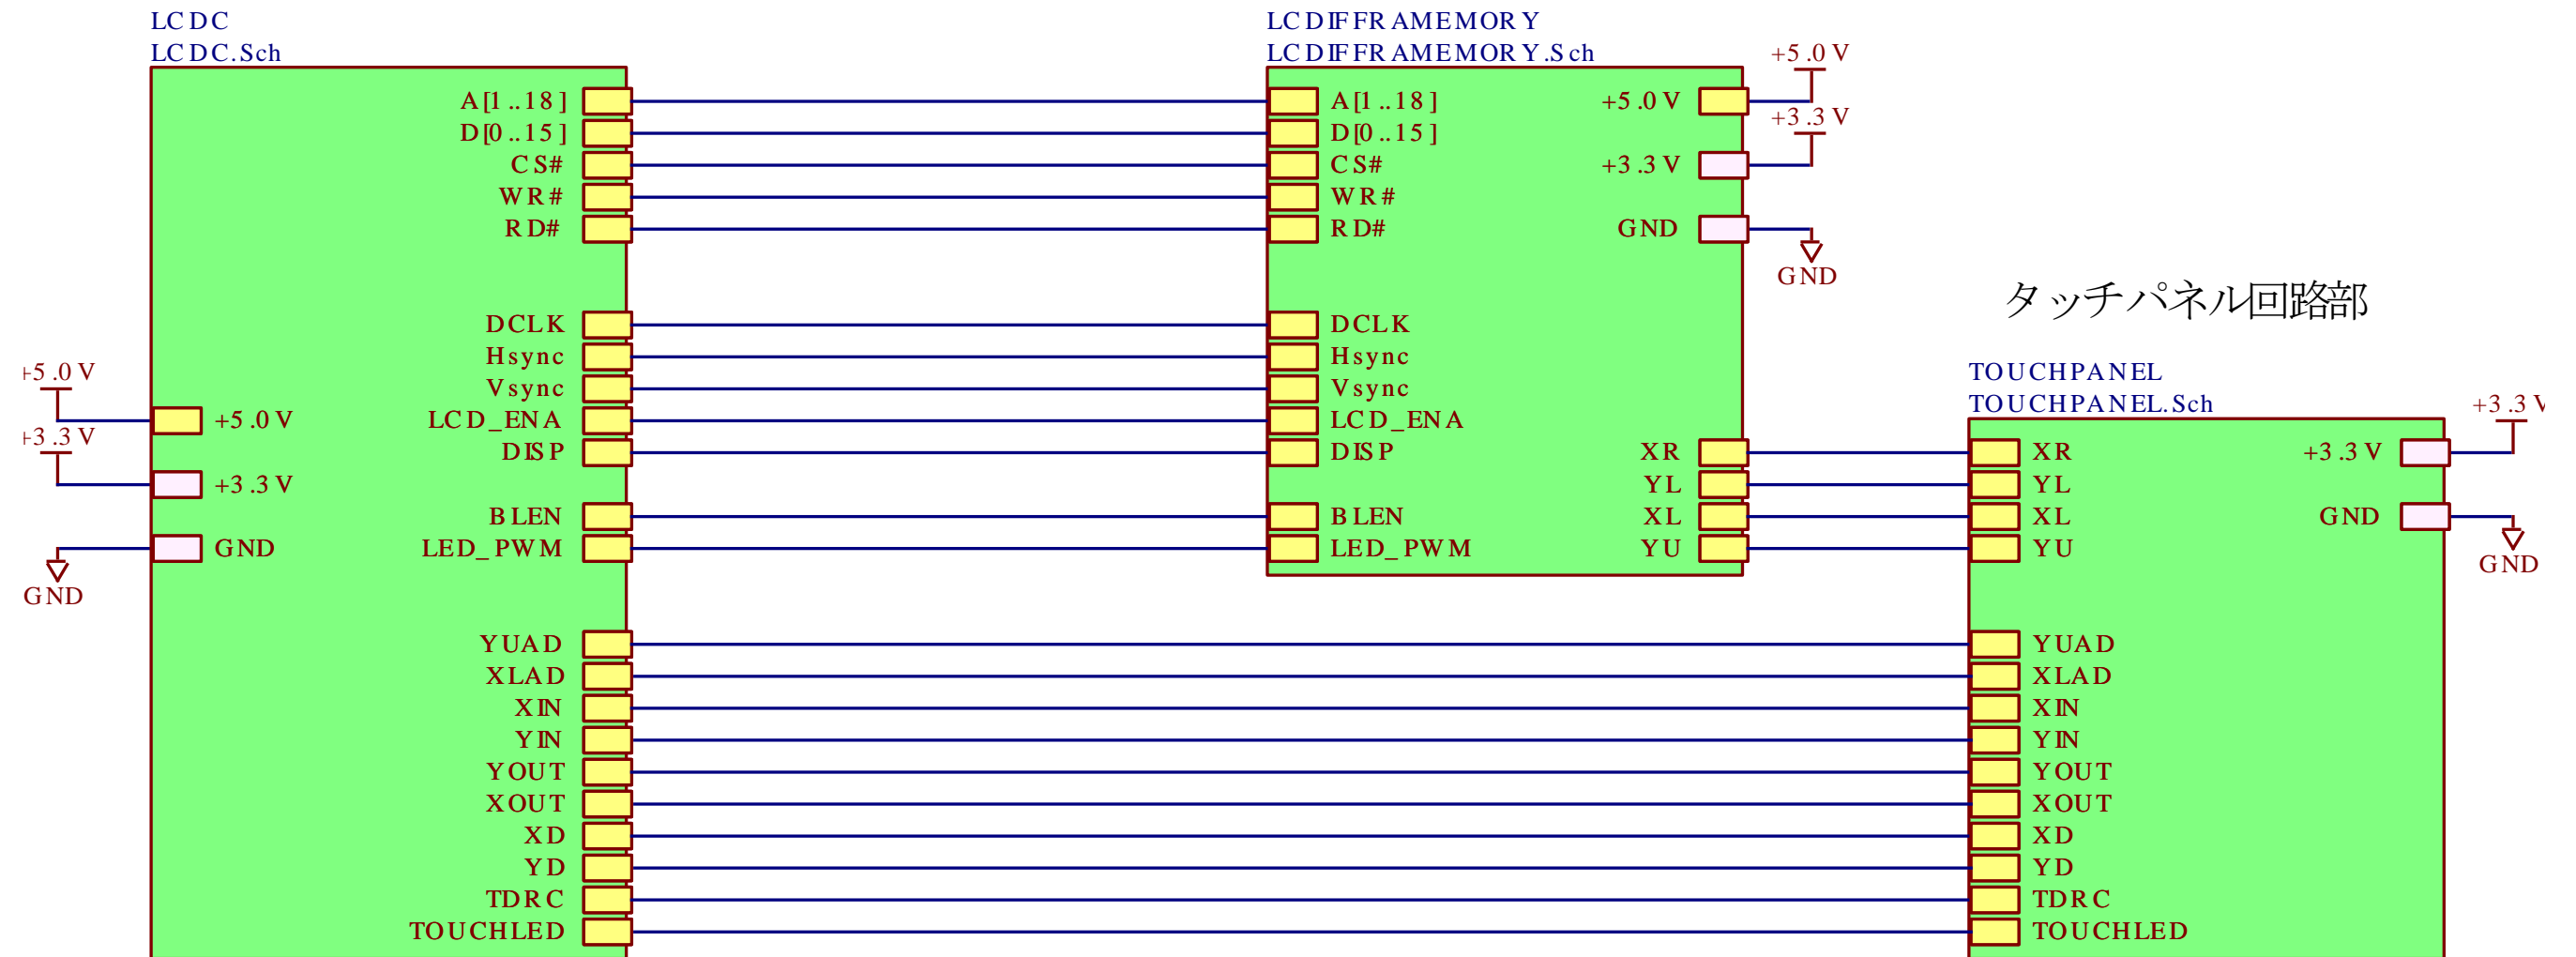 LCDC
LCDC.Sch
A[1..18]
D[0..15]
CS#
WR#
RD#
DCLK
Hsync
Vsync
LCD_ENA
DISP
BLEN
LED_PWM
YUAD
XLAD
XIN
YIN
YOUT
XOUT
XD
YD
TDRC
TOUCHLED
+5.0V
+3.3V
GND
+5.0V
+3.3V
GND
LCDIFFRAMEMORY
LCDIFFRAMEMORY.Sch
A[1..18]
D[0..15]
CS#
WR#
RD#
DCLK
Hsync
Vsync
LCD_ENA
DISP
BLEN
LED_PWM
+5.0V
+3.3V
GND
XR
YL
XL
YU
+5.0V
+3.3V
GND
タッチパネル回路部
TOUCHPANEL
TOUCHPANEL.Sch
XR
YL
XL
YU
YUAD
XLAD
XIN
YIN
YOUT
XOUT
XD
YD
TDRC
TOUCHLED
+3.3V
GND
+3.3V
GND